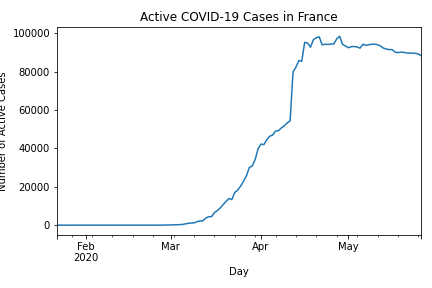 Active COVID-19 Cases in France
Number of Active Cases
100000
80000
60000
40000
20000
0
Feb
2020
Mar
Apr
May
Day